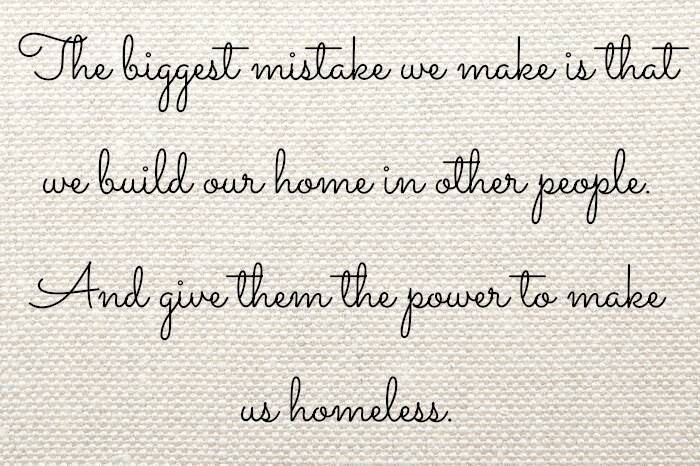 The biggest mistake we make is that
we build our home in other people.
And give them the power to make
us homeless.